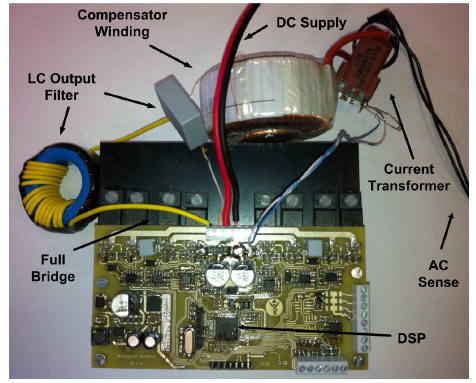 Compensator
Winding
DC Supply
LC Output
Filter
Current
Transformer
Full
Bridge
AC
Sense
DSP